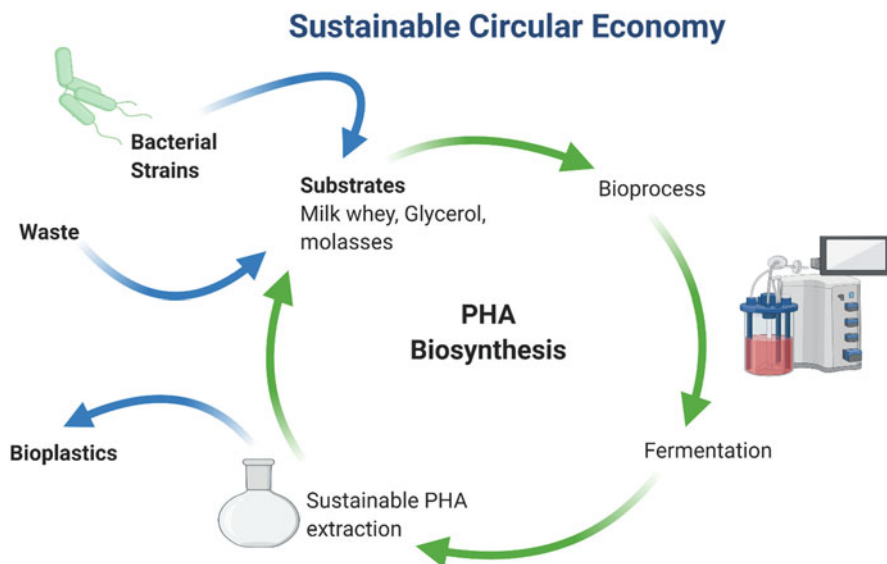 Sustainable Circular Economy
Bacterial
Strains
Substrates
Milk whey, Glycerol,
molasses
Bioprocess
Waste
PHA
Biosynthesis
Bioplastics
Fermentation
Sustainable PHA
extraction